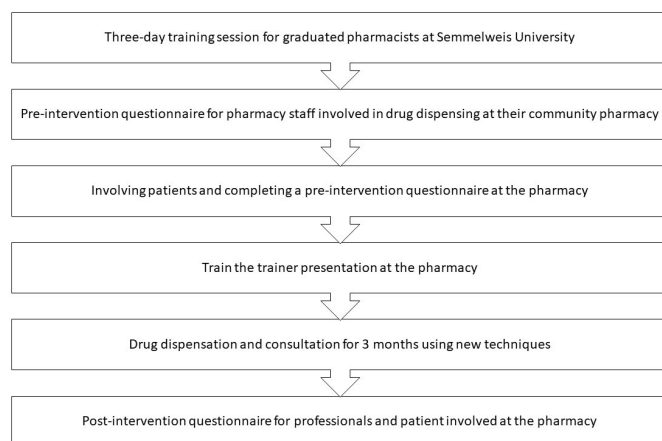 Three-day training session for graduated pharmacists at Semmelweis University
Pre-intervention questionnaire for pharmacy staff involved in drug dispensing at their community pharmacy
Involving patients and completing a pre-intervention questionnaire at the pharmacy
Train the trainer presentation at the pharmacy
Drug dispensation and consultation for 3 months using new techniques
Post-intervention questionnaire for professionals and patient involved at the pharmacy